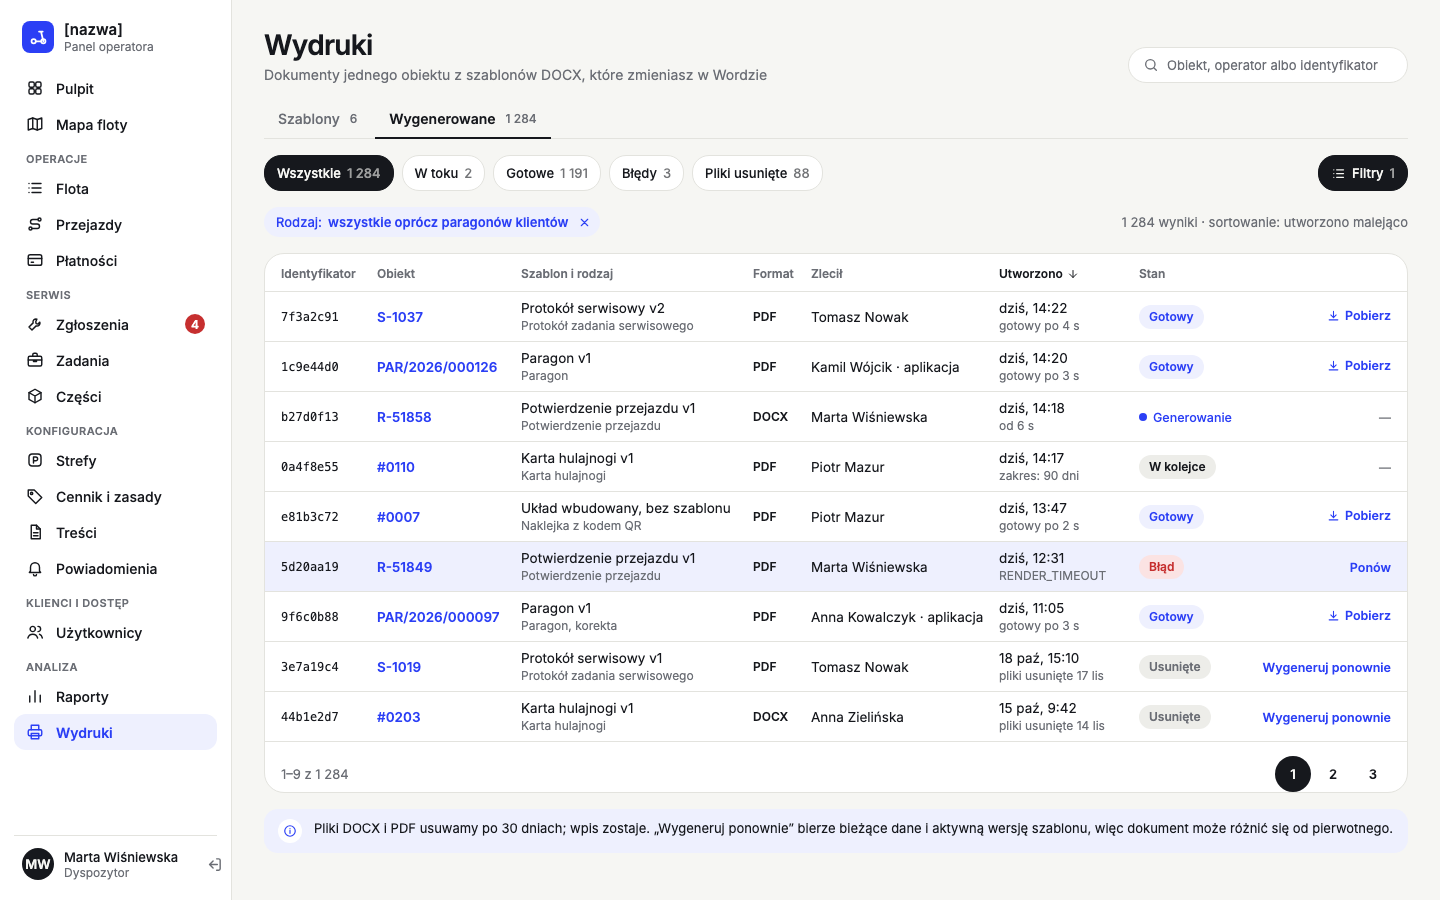 [nazwa]
Panel operatora
Pulpit
Mapa floty
OPERACJE
Flota
Przejazdy
Płatności
SERWIS
Zgłoszenia 4
Zadania
Części
KONFIGURACJA
Strefy
Cennik i zasady
Treści
Powiadomienia
KLIENCI I DOSTĘP
Użytkownicy
ANALIZA
Raporty
Wydruki
MW
Marta Wiśniewska
Dyspozytor
Wydruki
Dokumenty jednego obiektu z szablonów DOCX, które zmieniasz w Wordzie
Obiekt, operator albo identyfikator
Szablony 6 Wygenerowane 1 284
Wszystkie 1 284 W toku 2 Gotowe 1 191 Błędy 3 Pliki usunięte 88 Filtry 1
Rodzaj: wszystkie oprócz paragonów klientów × 1 284 wyniki · sortowanie: utworzono malejąco
Identyfikator Obiekt Szablon i rodzaj Format Zlecił Utworzono ↓ Stan
7f3a2c91 S-1037 Protokół serwisowy v2 PDF Tomasz Nowak dziś, 14:22 Gotowy Pobierz
Protokół zadania serwisowego gotowy po 4 s
1c9e44d0 PAR/2026/000126 Paragon v1 PDF Kamil Wójcik · aplikacja dziś, 14:20 Gotowy Pobierz
Paragon gotowy po 3 s
b27d0f13 R-51858 Potwierdzenie przejazdu v1 DOCX Marta Wiśniewska dziś, 14:18 Generowanie —
Potwierdzenie przejazdu od 6 s
0a4f8e55 #0110 Karta hulajnogi v1 PDF Piotr Mazur dziś, 14:17 W kolejce —
Karta hulajnogi zakres: 90 dni
e81b3c72 #0007 Układ wbudowany, bez szablonu PDF Piotr Mazur dziś, 13:47 Gotowy Pobierz
Naklejka z kodem QR gotowy po 2 s
5d20aa19 R-51849 Potwierdzenie przejazdu v1 PDF Marta Wiśniewska dziś, 12:31 Błąd Ponów
Potwierdzenie przejazdu RENDER_TIMEOUT
9f6c0b88 PAR/2026/000097 Paragon v1 PDF Anna Kowalczyk · aplikacja dziś, 11:05 Gotowy Pobierz
Paragon, korekta gotowy po 3 s
3e7a19c4 S-1019 Protokół serwisowy v1 PDF Tomasz Nowak 18 paź, 15:10 Usunięte Wygeneruj ponownie
Protokół zadania serwisowego pliki usunięte 17 lis
44b1e2d7 #0203 Karta hulajnogi v1 DOCX Anna Zielińska 15 paź, 9:42 Usunięte Wygeneruj ponownie
Karta hulajnogi pliki usunięte 14 lis
1–9 z 1 284 1 2 3
Pliki DOCX i PDF usuwamy po 30 dniach; wpis zostaje. „Wygeneruj ponownie” bierze bieżące dane i aktywną wersję szablonu, więc dokument może różnić się od pierwotnego.